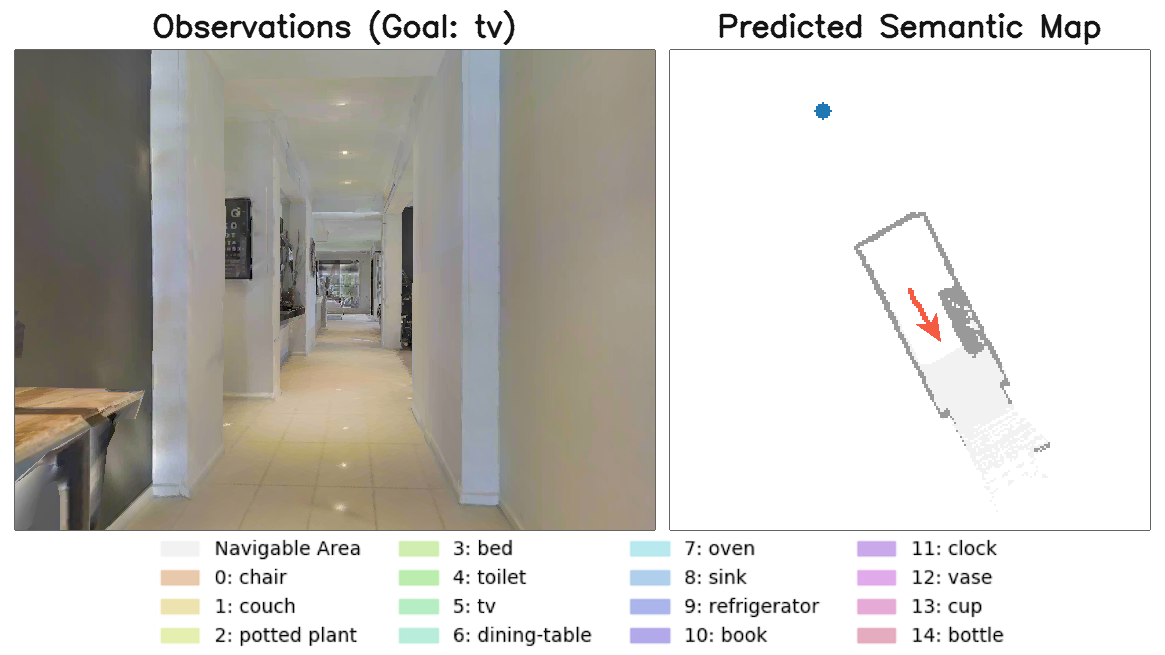 Observations (Goal: tv)
Predicted Semantic Map
Navigable Area
0: chair
1: couch
2: potted plant
3: bed
4: toilet
5: tv
6: dining-table
7: oven
8: sink
9: refrigerator
10: book
11: clock
12: vase
13: cup
14: bottle